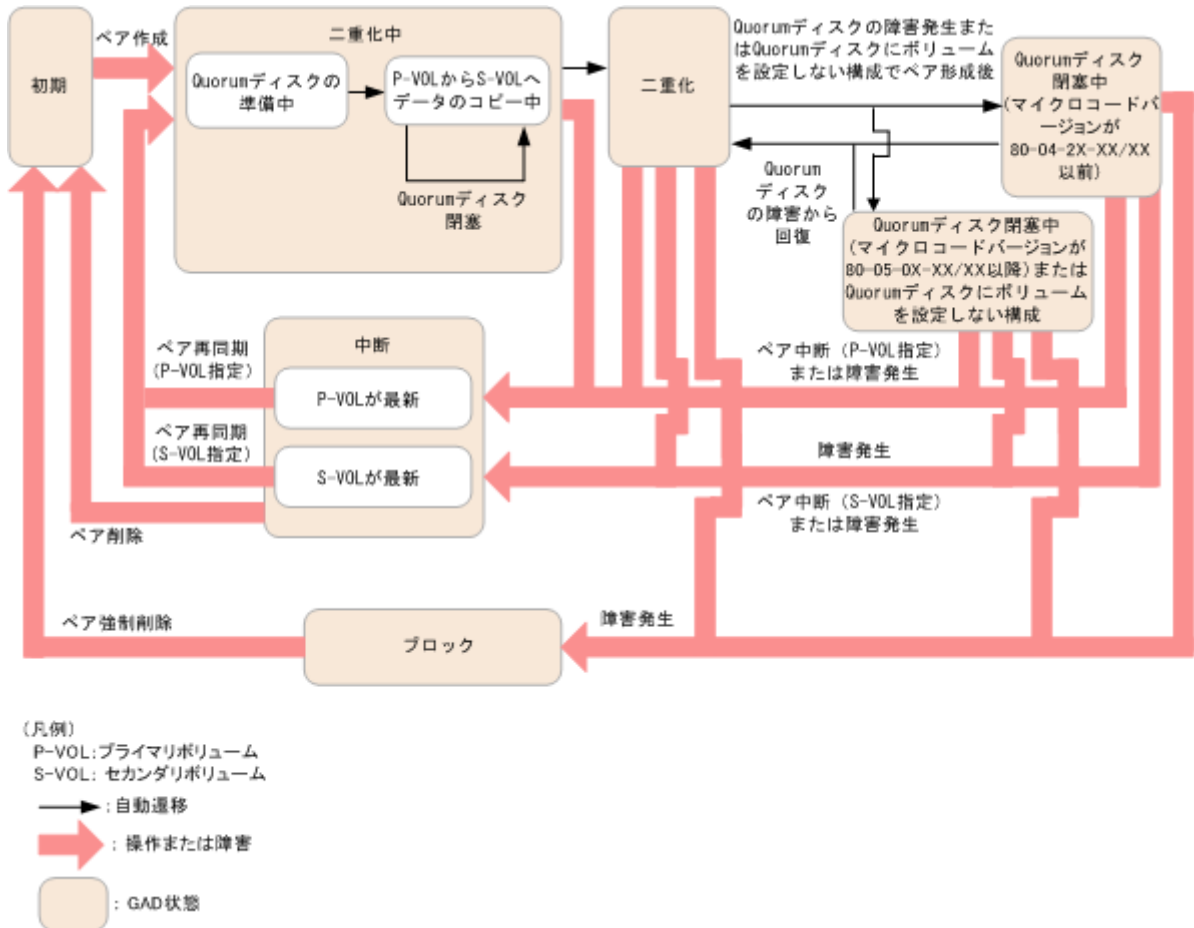 初期
ペア作成
二重化中
Quorumディスクの
準備中
P-VOLからS-VOLへ
データのコピー中
Quorumディスク
閉塞
二重化
Quorumディスクの障害発生また
はQuorumディスクにボリューム
を設定しない構成でペア形成後
Quorumディスク
閉塞中
(マイクロコードバ
ージョンが
80-04-2X-XX/XX
以前)
Quorum
ディスク
の障害から
回復
Quorumディスク閉塞中
(マイクロコードバージョンが
80-05-0X-XX/XX以降)または
Quorumディスクにボリューム
を設定しない構成
ペア再同期
(P-VOL指定)
中断
P-VOLが最新
ペア中断(P-VOL指定)
または障害発生
ペア再同期
(S-VOL指定)
S-VOLが最新
障害発生
ペア中断(S-VOL指定)
または障害発生
ペア削除
ペア強制削除
ブロック
障害発生
(凡例)
P-VOL:プライマリボリューム
S-VOL: セカンダリボリューム
:自動遷移
: 操作または障害
: GAD状態